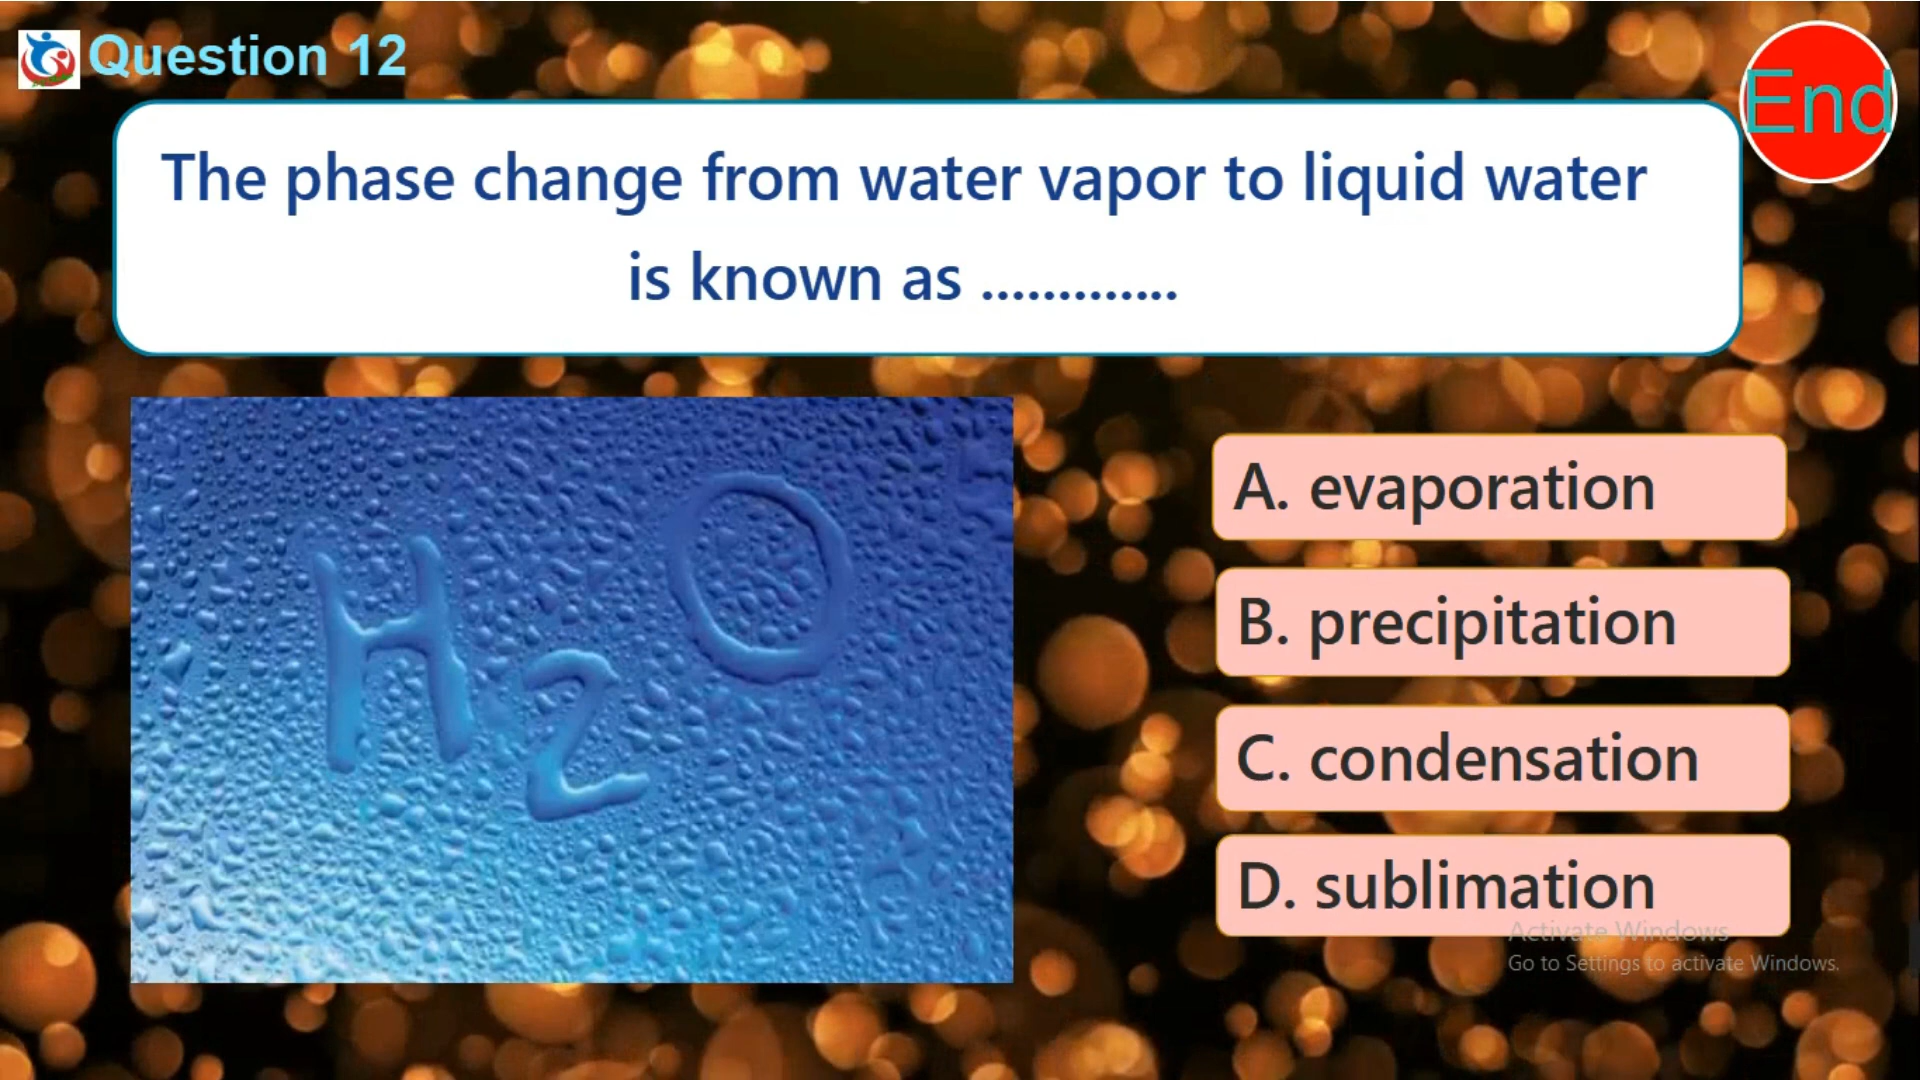 Question 12
End
The phase change from water vapor to liquid water
is known as .............
H2O
A. evaporation
B. precipitation
C. condensation
D. sublimation
Activate Windows
Go to Settings to activate Windows.